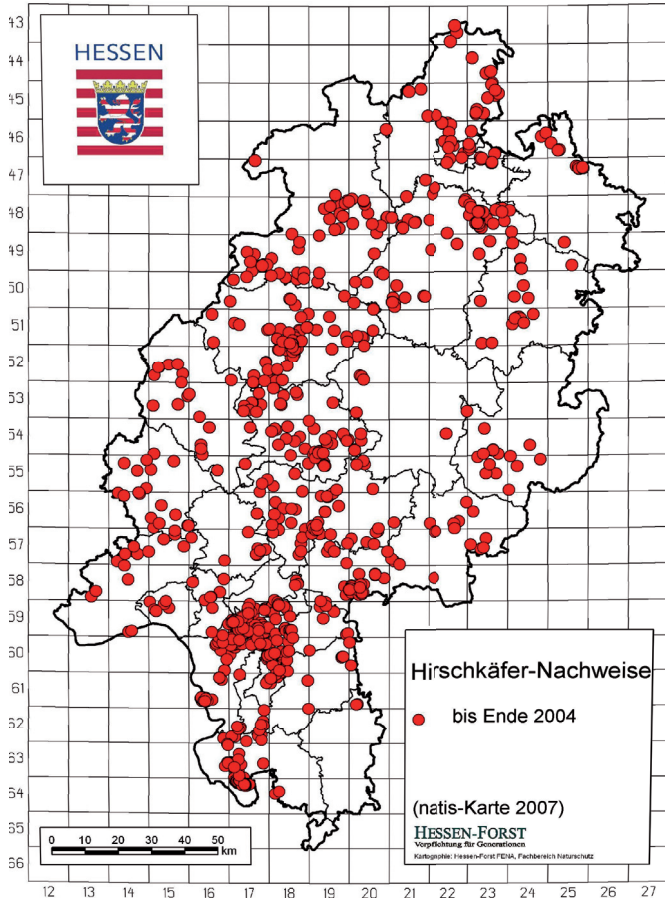 43
HESSEN
44
45
46
47
48
49
50
51
52
53
54
55
56
57
58
59
60
61
62
63
64
65
66
Hirschkäfer-Nachweise
bis Ende 2004
(natis-Karte 2007)
HESSEN-FORST
Verpflichtung für Generationen
Kartographie: Hessen-Forst FENA, Fachbereich Naturschutz
0 10 20 30 40 50
km
12 13 14 15 16 17 18 19 20 21 22 23 24 25 26 27